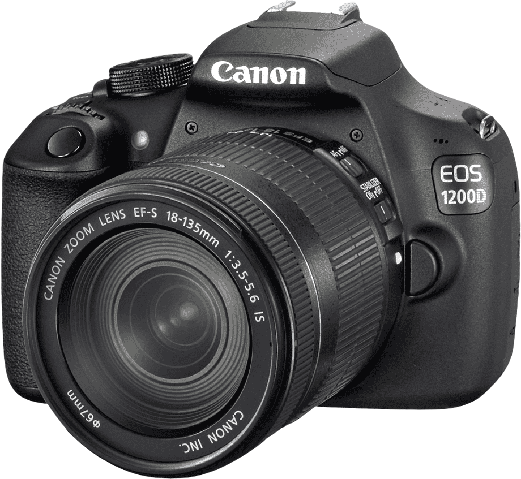 Canon
EOS
1200D
CANON ZOOM LENS EF-S 18-135mm 1:3.5-5.6 IS
CANON INC.
Φ67mm